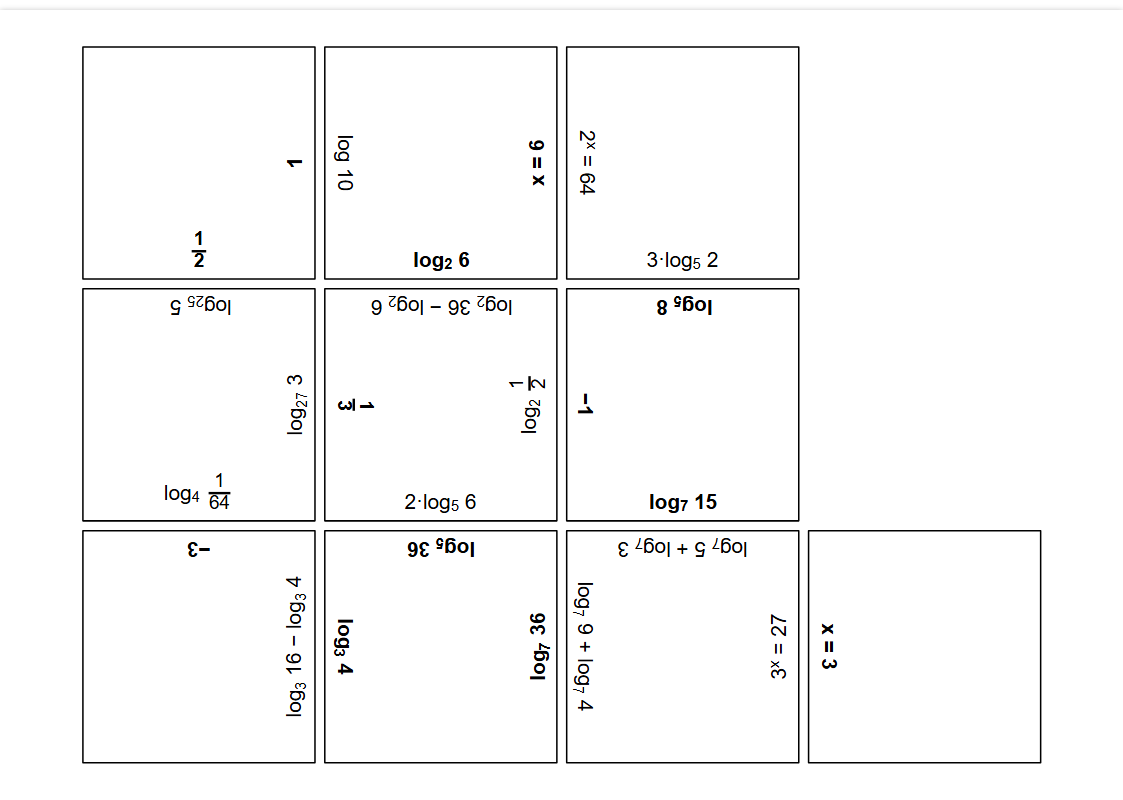 1
1/2
log 10
x = 6
log₂ 6
2ˣ = 64
3·log₅ 2
log₂₅ 5
log₂₇ 3
log₄ 1/64
log₂ 36 − log₂ 6
1/3
log₂ 1/2
2·log₅ 6
log₅ 8
−1
log₇ 15
−3
log₃ 16 − log₃ 4
log₅ 36
log₃ 4
log₇ 36
log₇ 5 + log₇ 3
log₇ 9 + log₇ 4
3ˣ = 27
x = 3